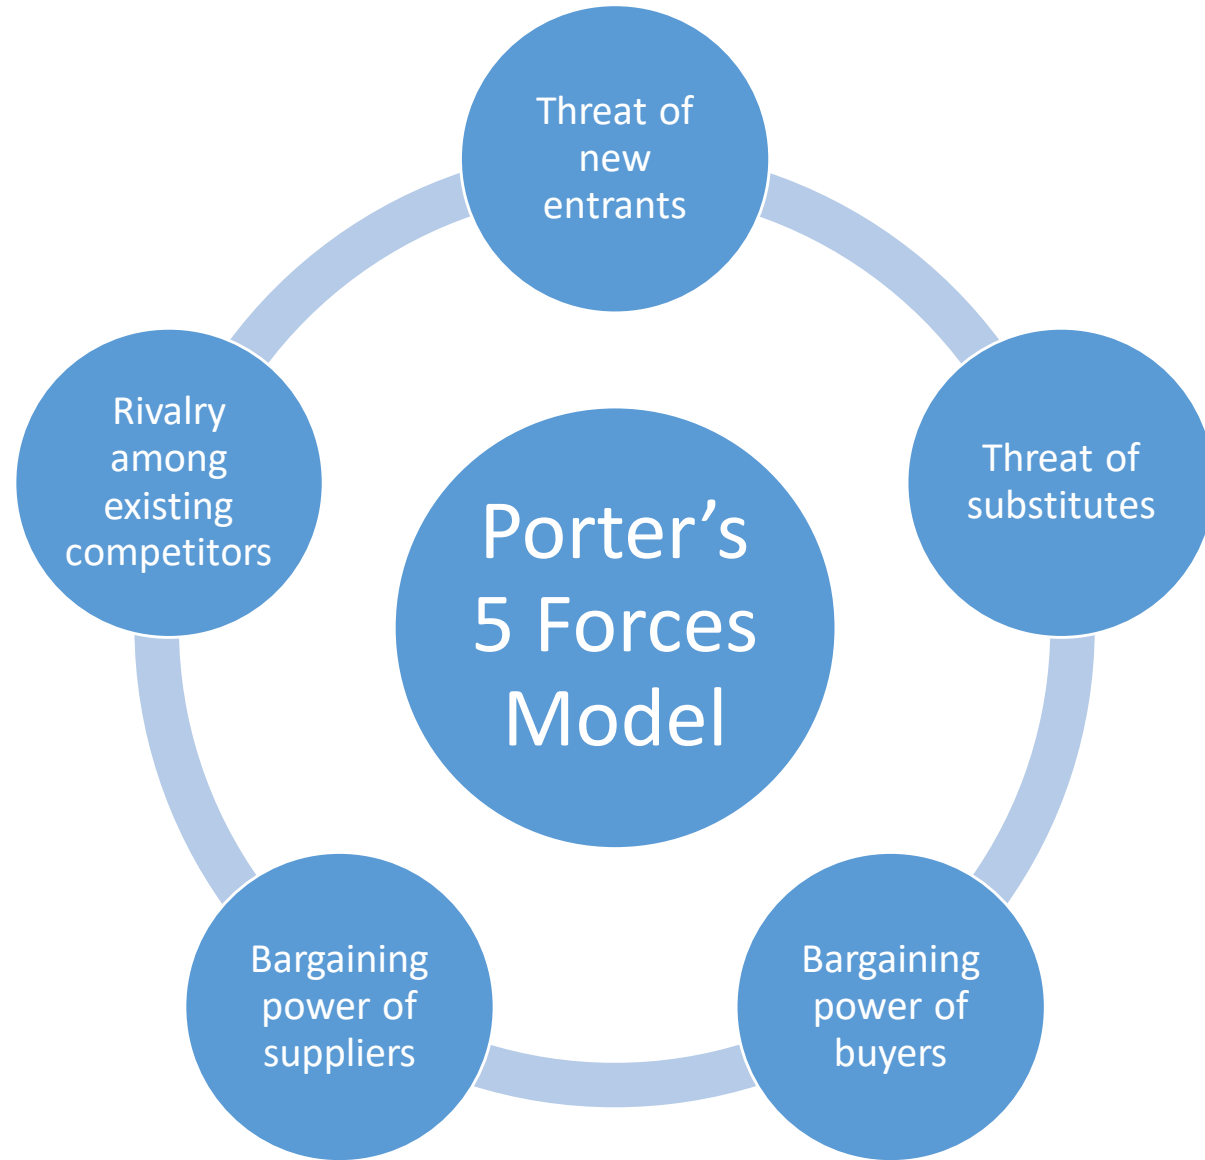 Threat of
new
entrants
Threat of
substitutes
Bargaining
power of
buyers
Bargaining
power of
suppliers
Rivalry
among
existing
competitors
Porter’s
5 Forces
Model